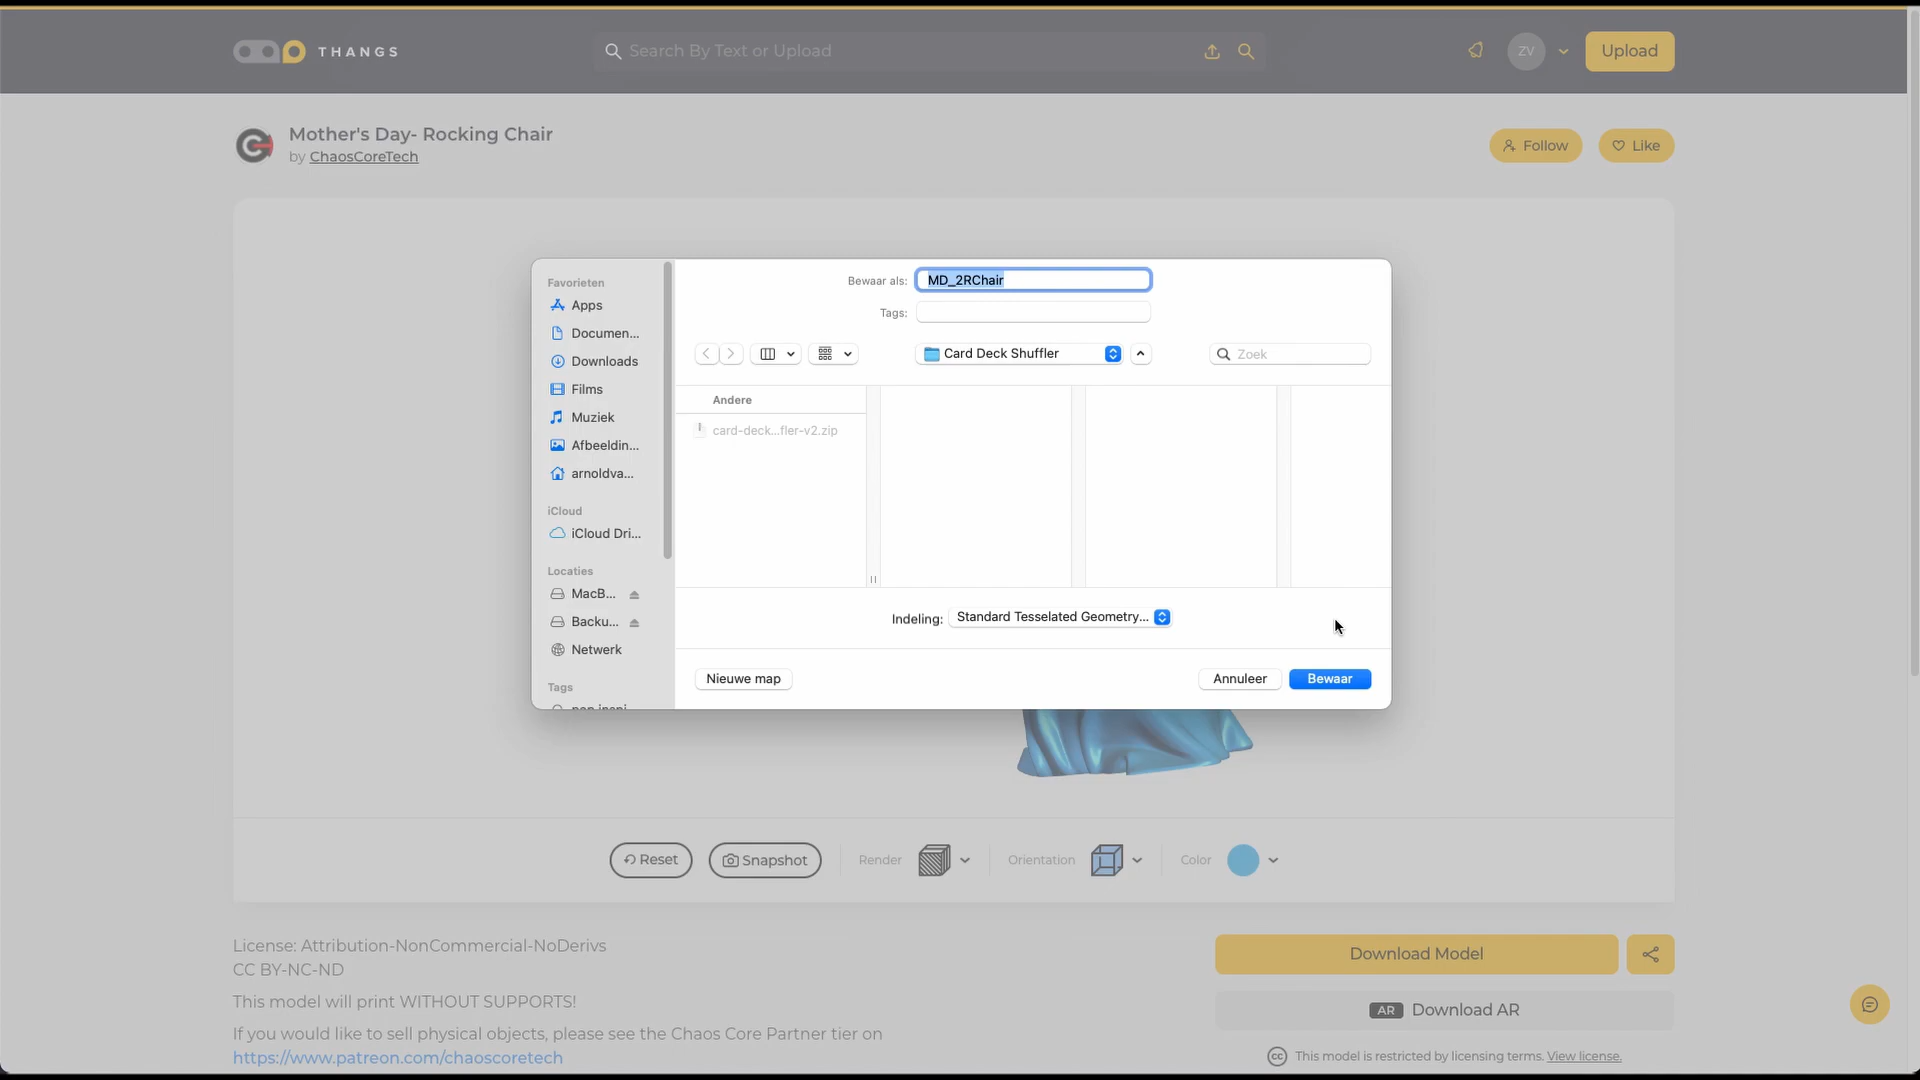 THANGS
Search By Text or Upload
ZV
Upload
Mother's Day- Rocking Chair
by ChaosCoreTech
Follow
Like
Favorieten
Apps
Documen...
Downloads
Films
Muziek
Afbeeldin...
arnoldva...
iCloud
iCloud Dri...
Locaties
MacB...
Backu...
Netwerk
Tags
Bewaar als: MD_2RChair
Tags:
Card Deck Shuffler
Zoek
Andere
card-deck...fler-v2.zip
Indeling: Standard Tesselated Geometry...
Nieuwe map
Annuleer
Bewaar
Reset
Snapshot
Render
Orientation
Color
License: Attribution-NonCommercial-NoDerivs
CC BY-NC-ND
This model will print WITHOUT SUPPORTS!
If you would like to sell physical objects, please see the Chaos Core Partner tier on
https://www.patreon.com/chaoscoretech
Download Model
AR Download AR
cc This model is restricted by licensing terms. View license.